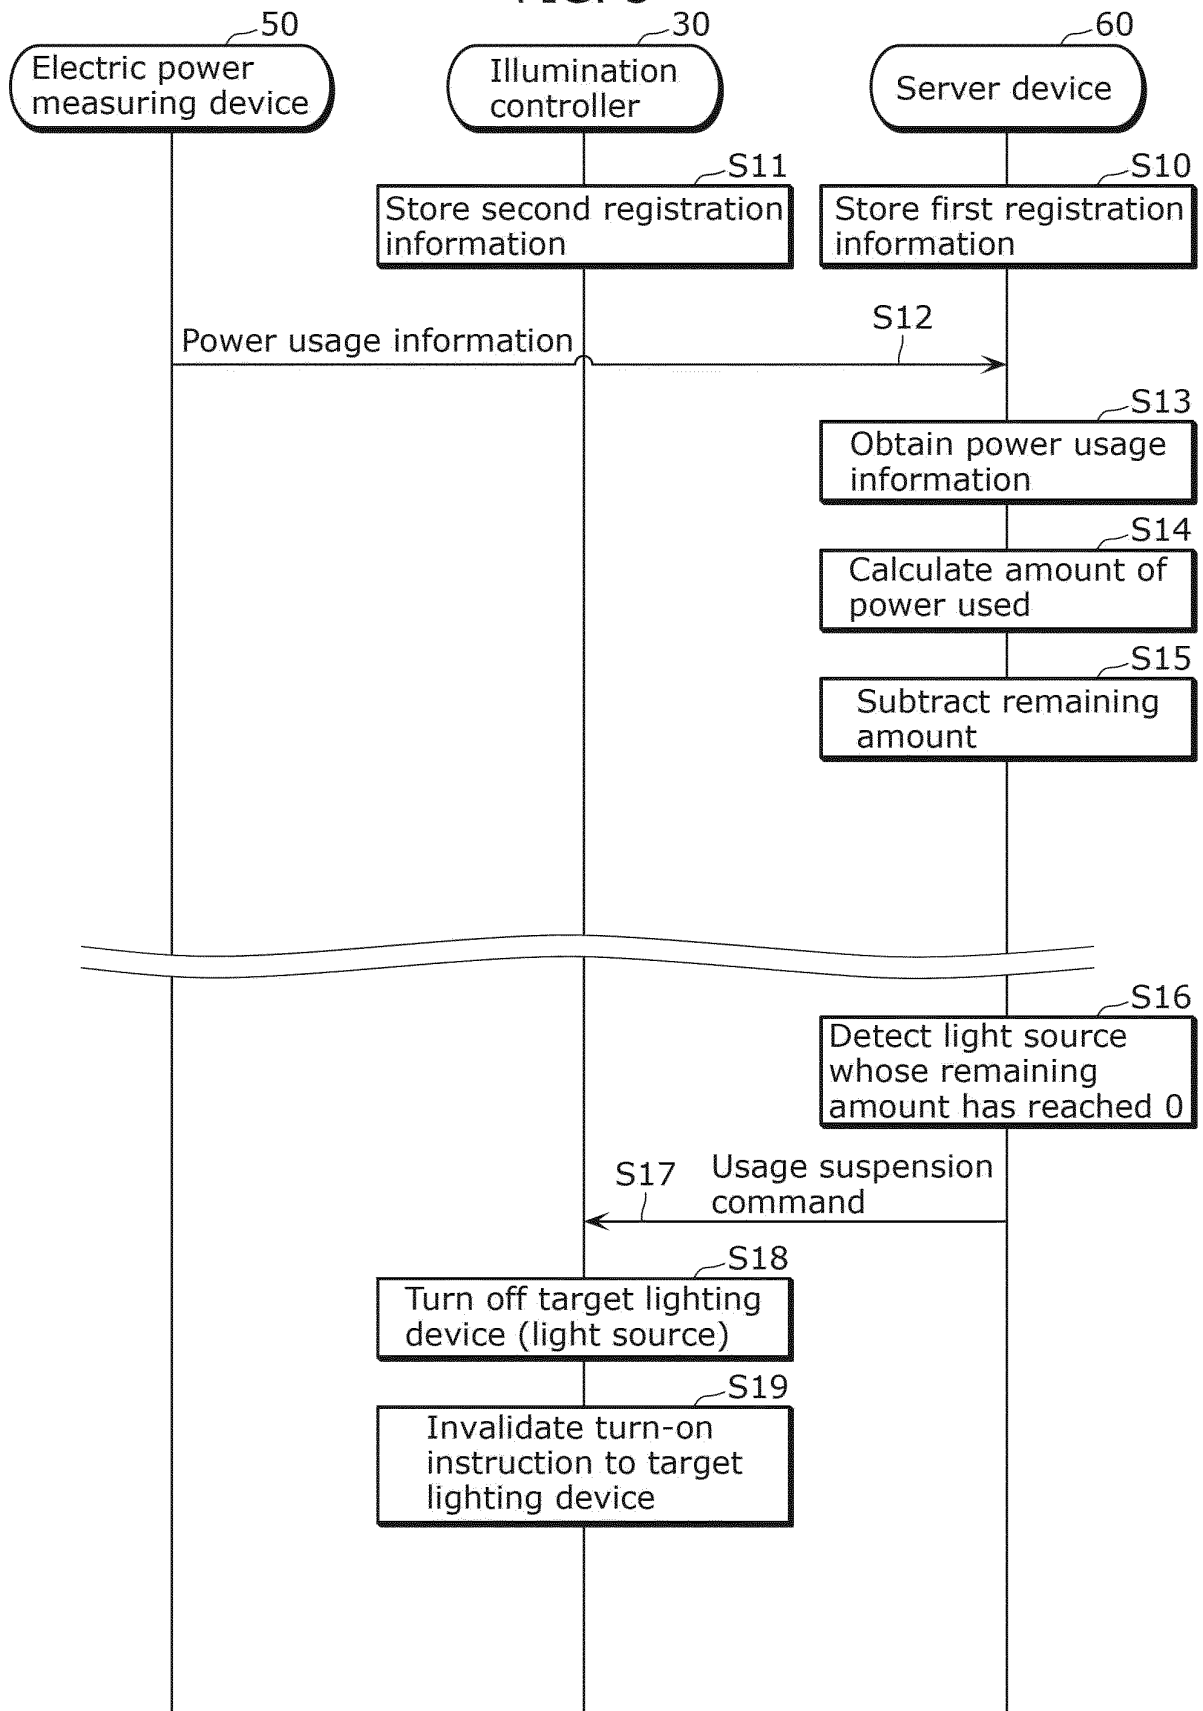 50
30
60
Electric power
measuring device
Illumination
controller
Server device
S11
S10
Store second registration
information
Store first registration
information
S12
Power usage information
S13
Obtain power usage
information
S14
Calculate amount of
power used
S15
Subtract remaining
amount
S16
Detect light source
whose remaining
amount has reached 0
S17
Usage suspension
command
S18
Turn off target lighting
device (light source)
S19
Invalidate turn-on
instruction to target
lighting device